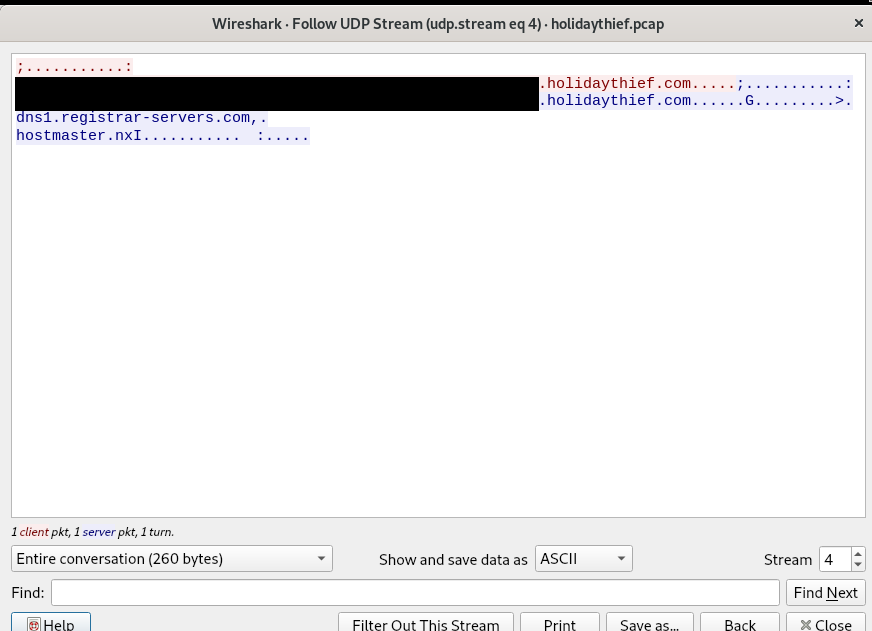 Wireshark · Follow UDP Stream (udp.stream eq 4) · holidaythief.pcap
;...........:
.holidaythief.com.....;...........:
.holidaythief.com......G.........>.
dns1.registrar-servers.com,.
hostmaster.nxI........... :.....
1 client pkt, 1 server pkt, 1 turn.
Entire conversation (260 bytes) Show and save data as ASCII Stream 4
Find: Find Next
Help Filter Out This Stream Print Save as... Back Close